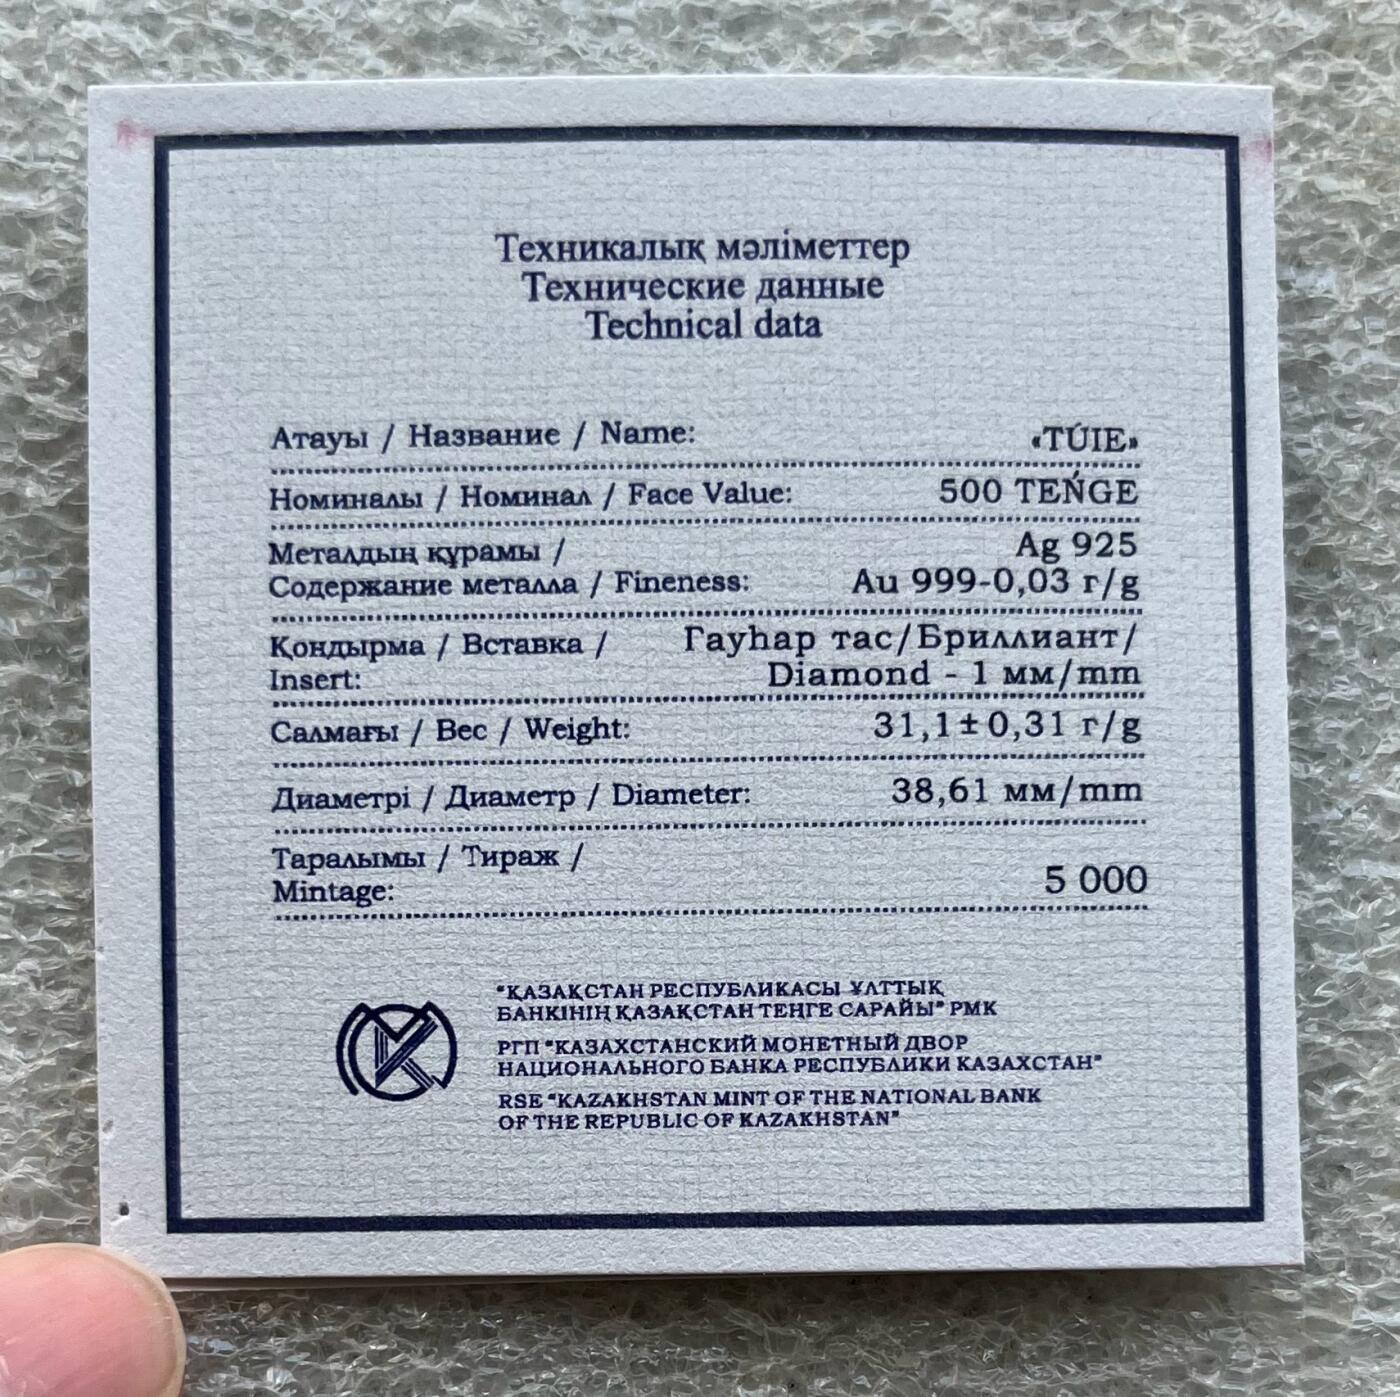 Техникалық мәліметтер
Технические данные
Technical data
Атауы / Название / Name: «TÚIE»
Номиналы / Номинал / Face Value: 500 TEŃGE
Металдың құрамы / Ag 925
Содержание металла / Fineness: Au 999-0,03 г/g
Қондырма / Вставка / Гауһар тас/Бриллиант/
Insert: Diamond - 1 мм/mm
Салмағы / Вес / Weight: 31,1±0,31 г/g
Диаметрі / Диаметр / Diameter: 38,61 мм/mm
Таралымы / Тираж /
Mintage: 5 000
"ҚАЗАҚСТАН РЕСПУБЛИКАСЫ ҰЛТТЫҚ
БАНКІНІҢ ҚАЗАҚСТАН ТЕҢГЕ САРАЙЫ" РМК
РГП "КАЗАХСТАНСКИЙ МОНЕТНЫЙ ДВОР
НАЦИОНАЛЬНОГО БАНКА РЕСПУБЛИКИ КАЗАХСТАН"
RSE "KAZAKHSTAN MINT OF THE NATIONAL BANK
OF THE REPUBLIC OF KAZAKHSTAN"